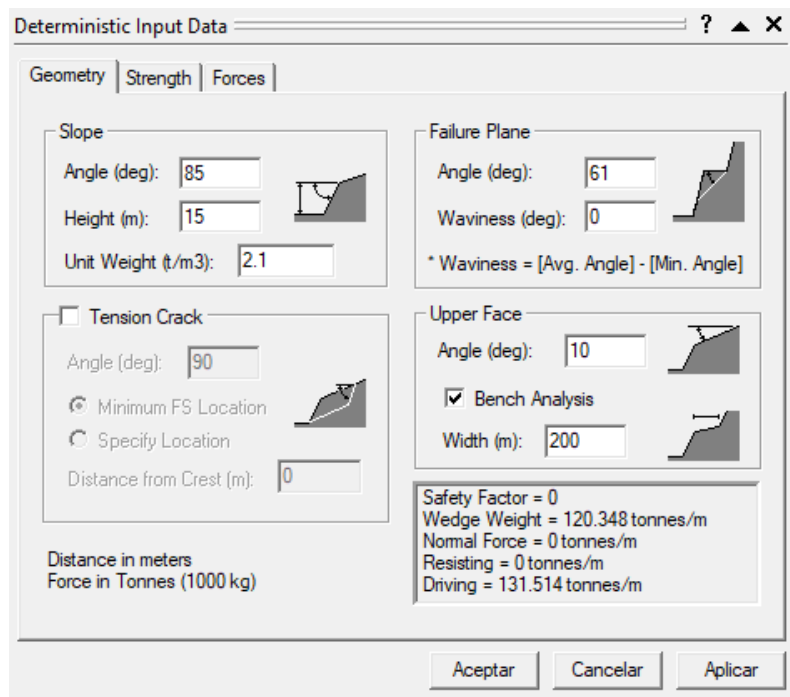 Deterministic Input Data ? ×
Geometry Strength Forces
Slope
Angle (deg): 85
Height (m): 15
Unit Weight (t/m3): 2.1
Failure Plane
Angle (deg): 61
Waviness (deg): 0
* Waviness = [Avg. Angle] - [Min. Angle]
Tension Crack
Angle (deg): 90
Minimum FS Location
Specify Location
Distance from Crest (m): 0
Upper Face
Angle (deg): 10
Bench Analysis
Width (m): 200
Distance in meters
Force in Tonnes (1000 kg)
Safety Factor = 0
Wedge Weight = 120.348 tonnes/m
Normal Force = 0 tonnes/m
Resisting = 0 tonnes/m
Driving = 131.514 tonnes/m
Aceptar Cancelar Aplicar